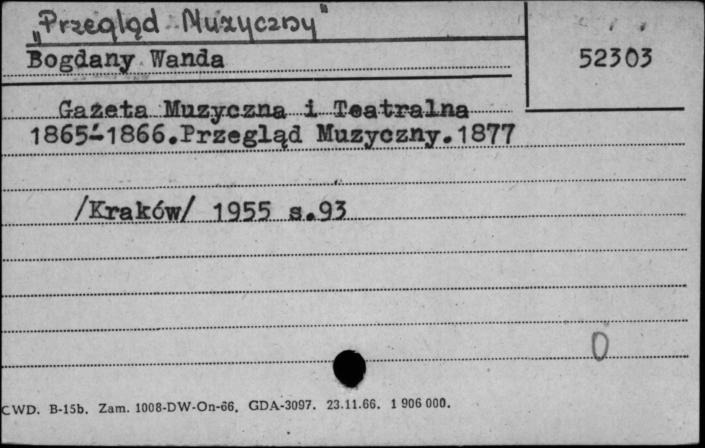 „Przegląd Muzyczny"
Bogdany Wanda
52303
Gazeta Muzyczna i Teatralna
1865-1866.Przegląd Muzyczny.1877
/Kraków/ 1955 s.93
0
CWD. B-15b. Zam. 1008-DW-On-66. GDA-3097. 23.11.66. 1 906 000.